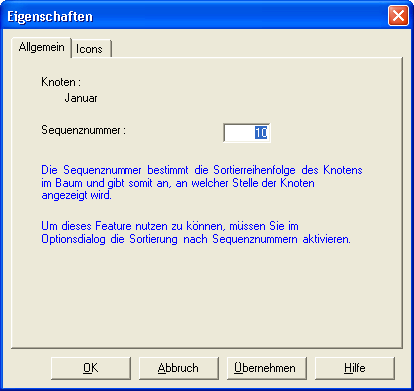 Eigenschaften
Allgemein
Icons
Knoten :
Januar
Sequenznummer :
10
Die Sequenznummer bestimmt die Sortierreihenfolge des Knotens
im Baum und gibt somit an, an welcher Stelle der Knoten
angezeigt wird.
Um dieses Feature nutzen zu können, müssen Sie im
Optionsdialog die Sortierung nach Sequenznummern aktivieren.
OK
Abbruch
Übernehmen
Hilfe